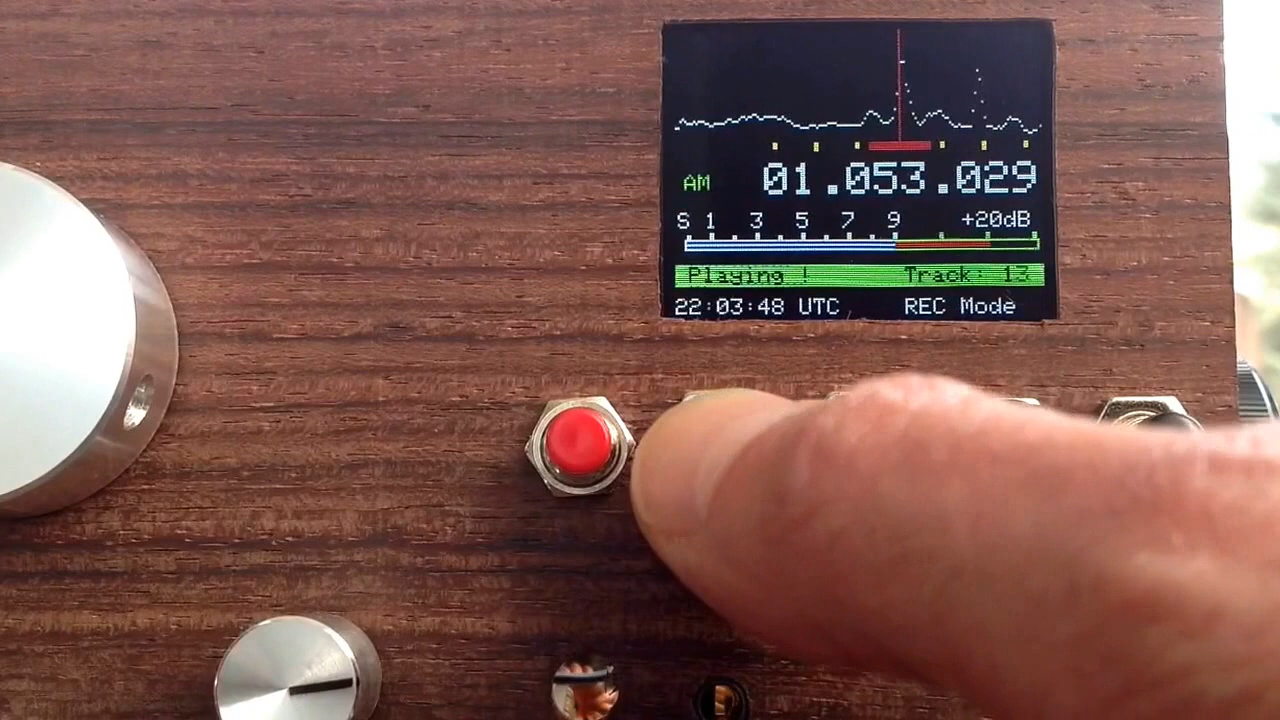 AM 01.053.029
S 1 3 5 7 9 +20dB
Playing ! Track: 13
22:03:48 UTC REC Mode